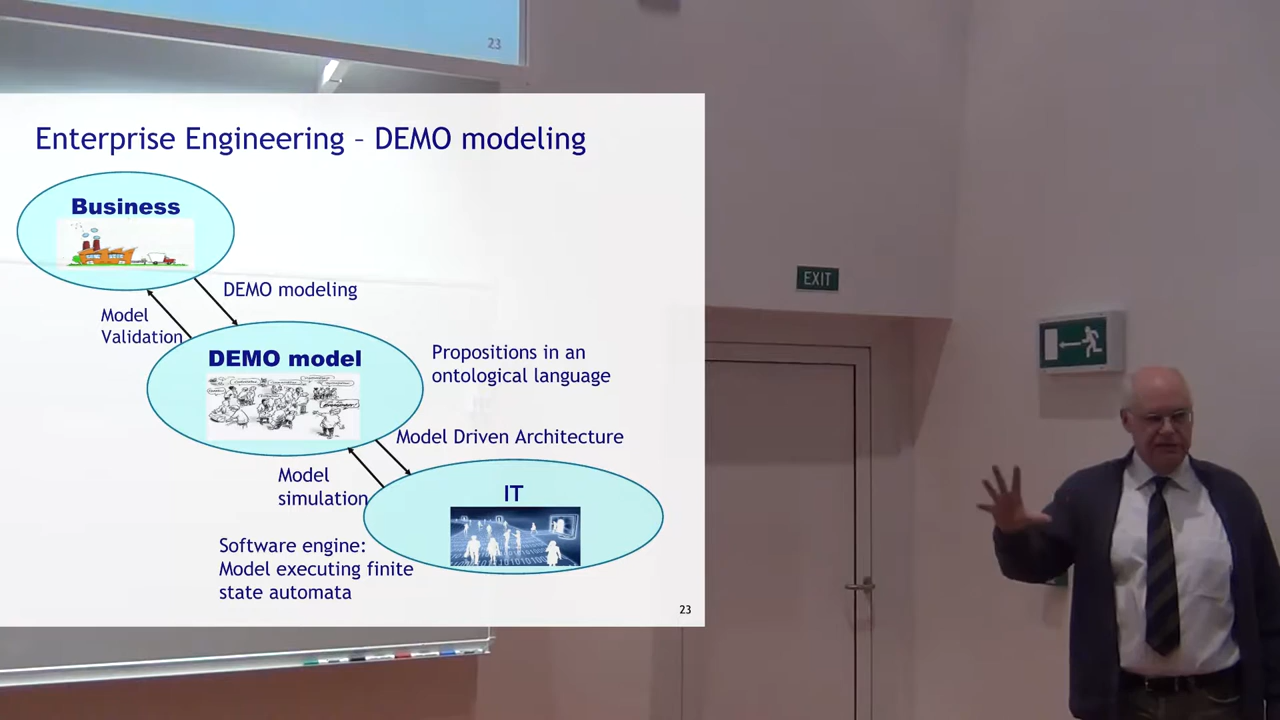 23
Enterprise Engineering – DEMO modeling
Business
DEMO modeling
Model
Validation
DEMO model
Propositions in an
ontological language
Model Driven Architecture
Model
simulation
IT
Software engine:
Model executing finite
state automata
23
EXIT